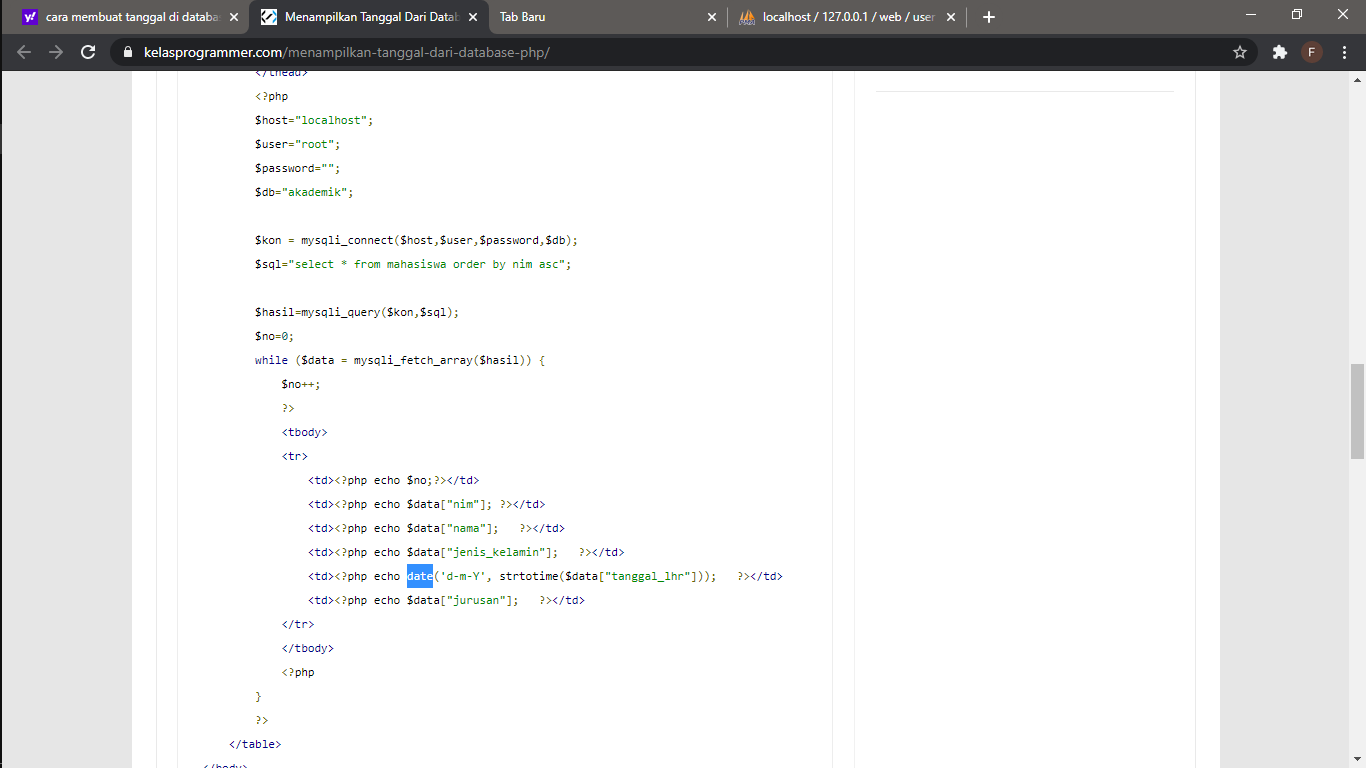 cara membuat tanggal di databa
Menampilkan Tanggal Dari Datab
Tab Baru
localhost / 127.0.0.1 / web / user
kelasprogrammer.com/menampilkan-tanggal-dari-database-php/
F
</thead>
<?php
$host="localhost";
$user="root";
$password="";
$db="akademik";
$kon = mysqli_connect($host,$user,$password,$db);
$sql="select * from mahasiswa order by nim asc";
$hasil=mysqli_query($kon,$sql);
$no=0;
while ($data = mysqli_fetch_array($hasil)) {
$no++;
?>
<tbody>
<tr>
<td><?php echo $no;?></td>
<td><?php echo $data["nim"]; ?></td>
<td><?php echo $data["nama"];   ?></td>
<td><?php echo $data["jenis_kelamin"];   ?></td>
<td><?php echo date('d-m-Y', strtotime($data["tanggal_lhr"]));   ?></td>
<td><?php echo $data["jurusan"];   ?></td>
</tr>
</tbody>
<?php
}
?>
</table>
</body>